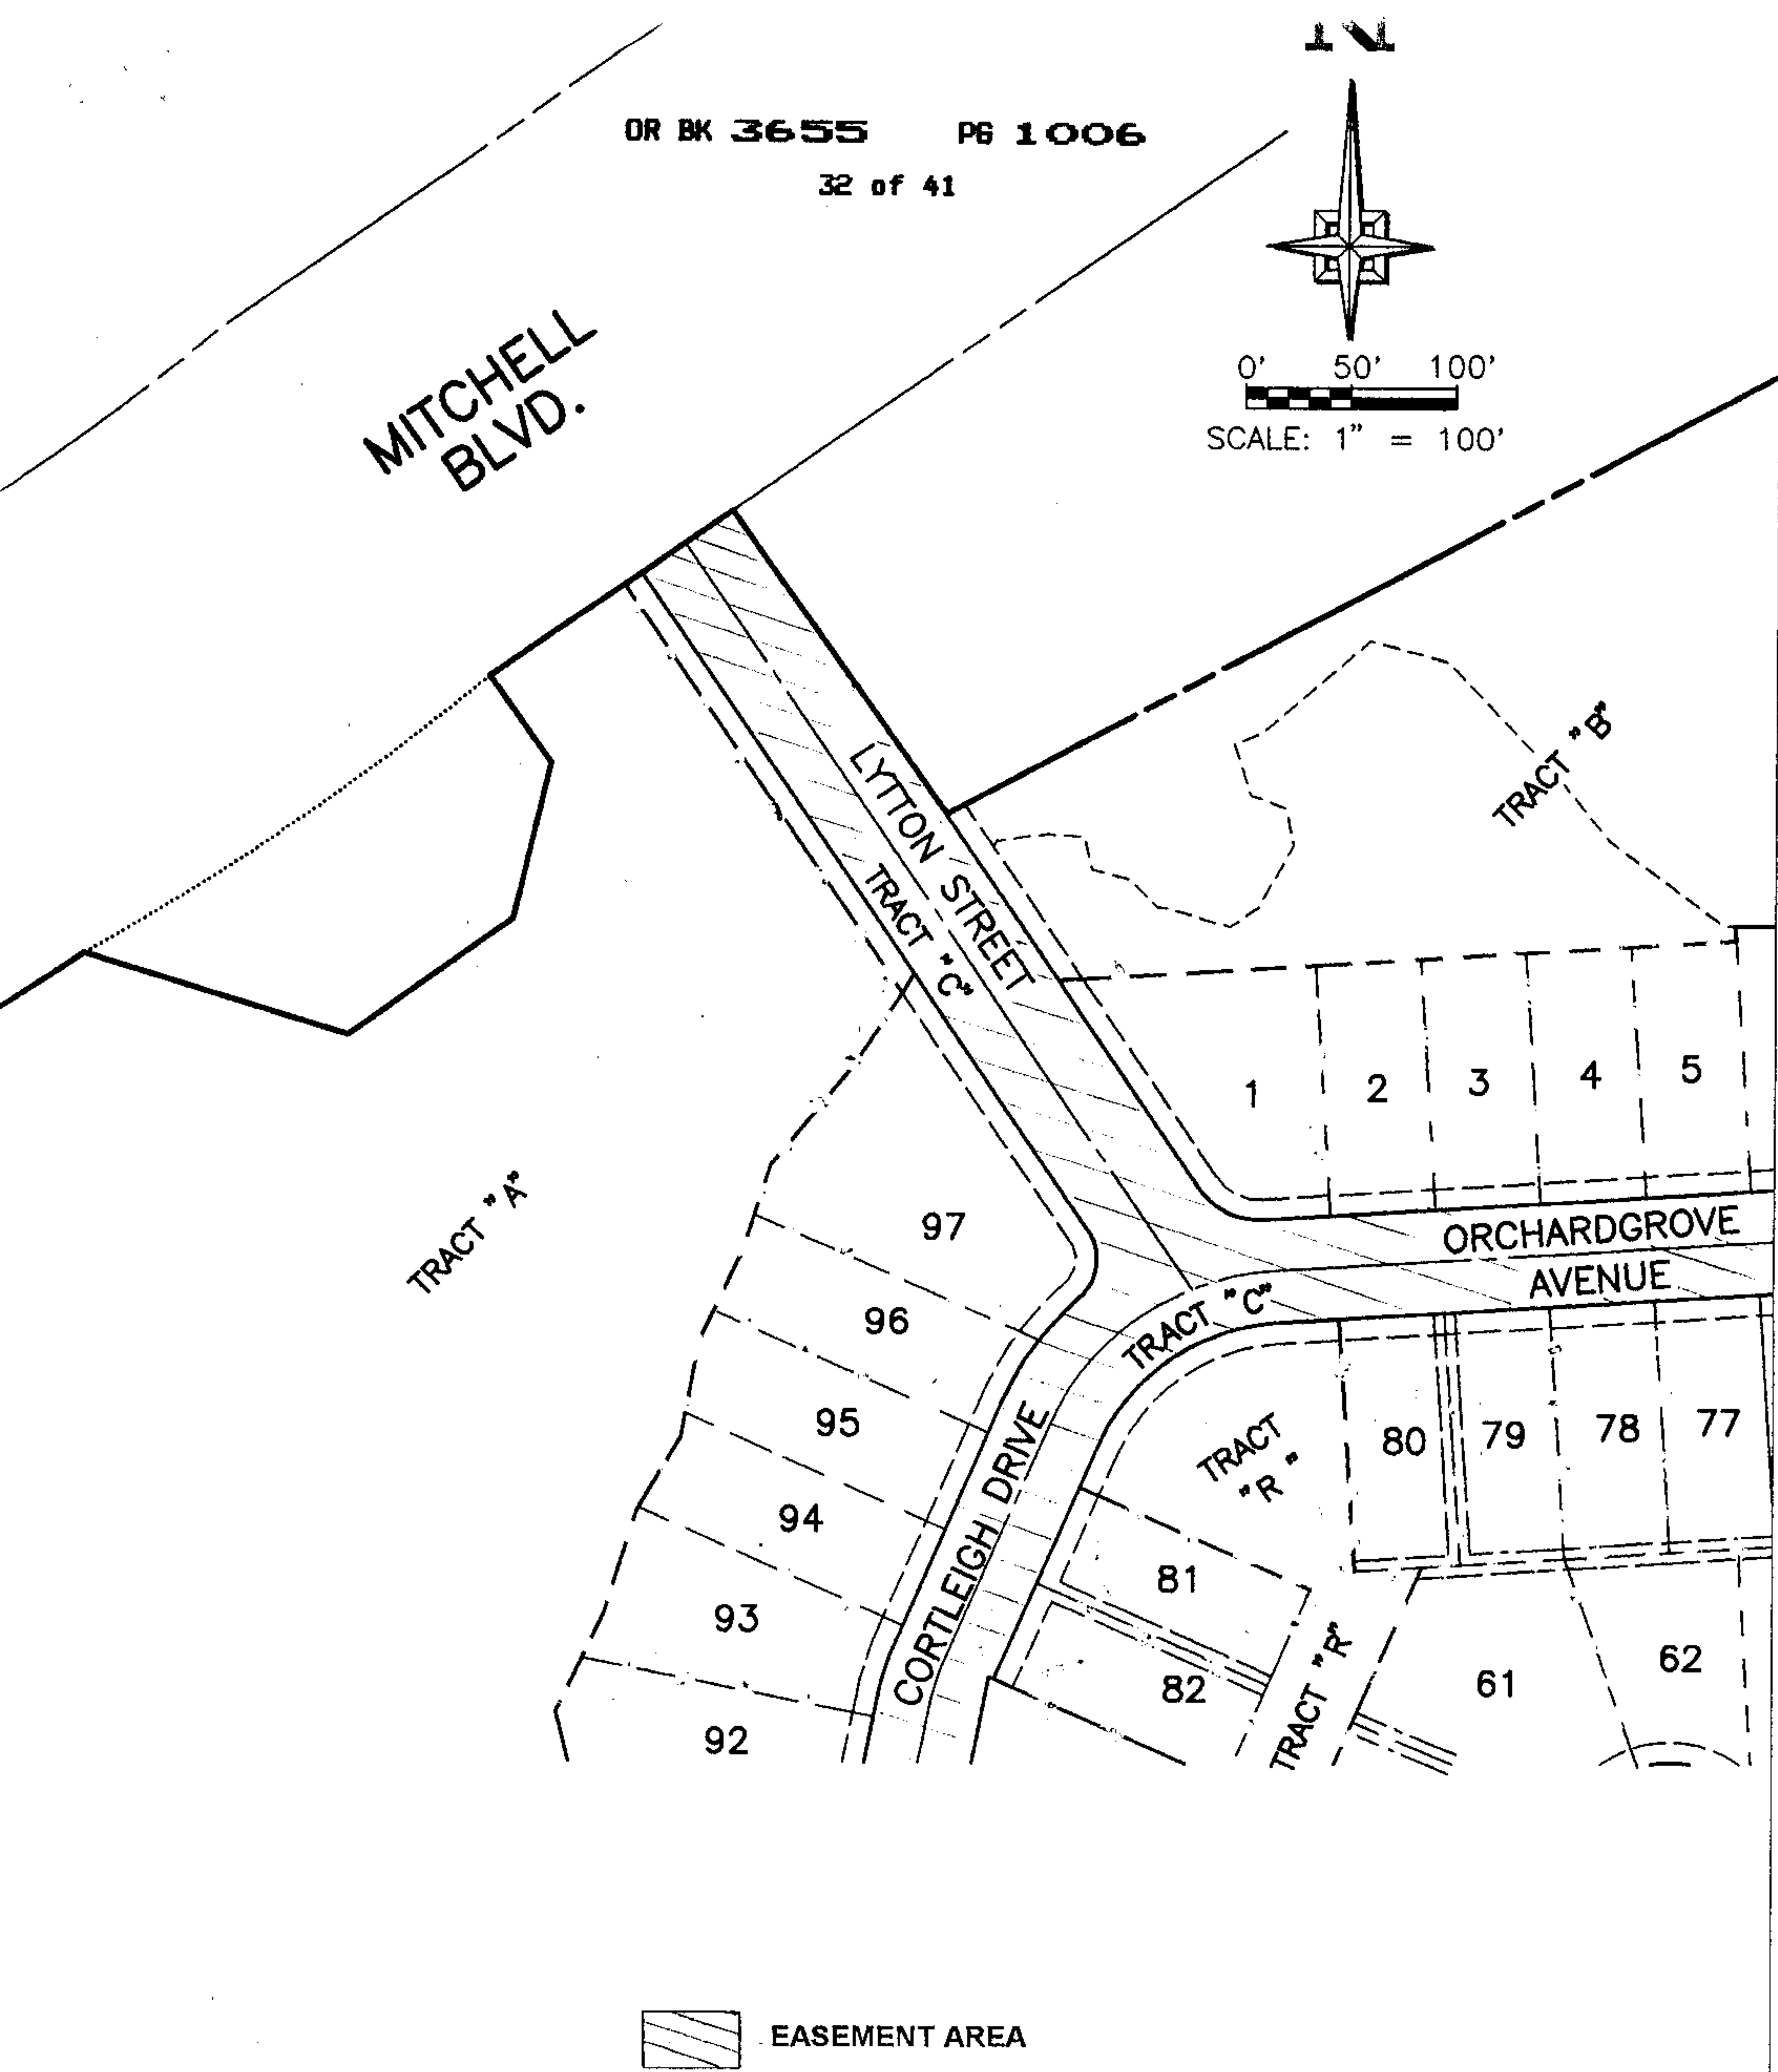 N
OR BK 3655 PG 1006
32 of 41
0' 50' 100'
SCALE: 1" = 100'
MITCHELL
BLVD.
LYTTON STREET
TRACT "C"
TRACT "B"
1
2
3
4
5
TRACT "A"
97
96
95
94
93
92
ORCHARDGROVE
AVENUE
TRACT "C"
CORTLEIGH DRIVE
TRACT
"R"
80
79
78
77
81
82
TRACT "R"
61
62
EASEMENT AREA